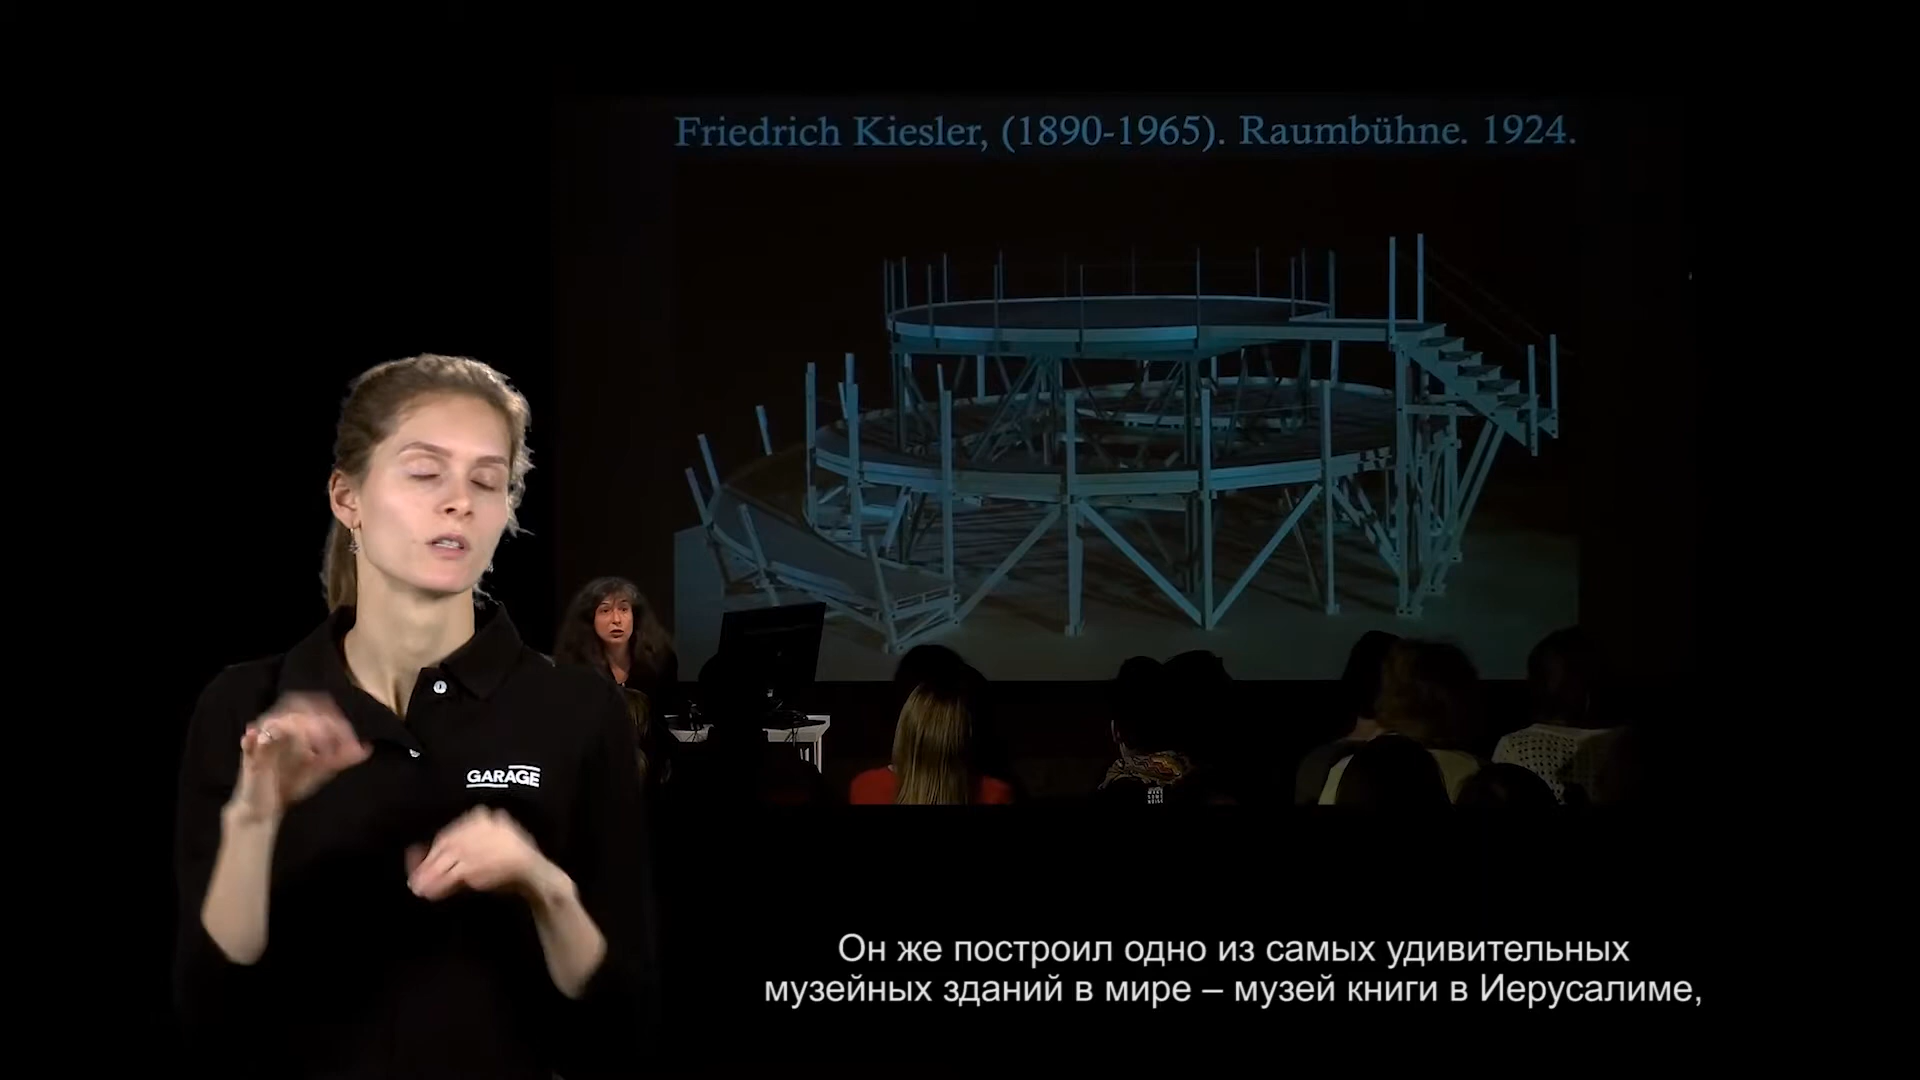 Friedrich Kiesler, (1890-1965). Raumbühne. 1924.
GARAGE
Он же построил одно из самых удивительных
музейных зданий в мире – музей книги в Иерусалиме,